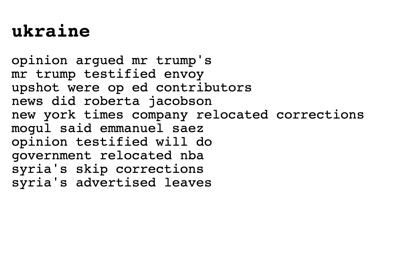 ukraine
opinion argued mr trump's
mr trump testified envoy
upshot were op ed contributors
news did roberta jacobson
new york times company relocated corrections
mogul said emmanuel saez
opinion testified will do
government relocated nba
syria's skip corrections
syria's advertised leaves